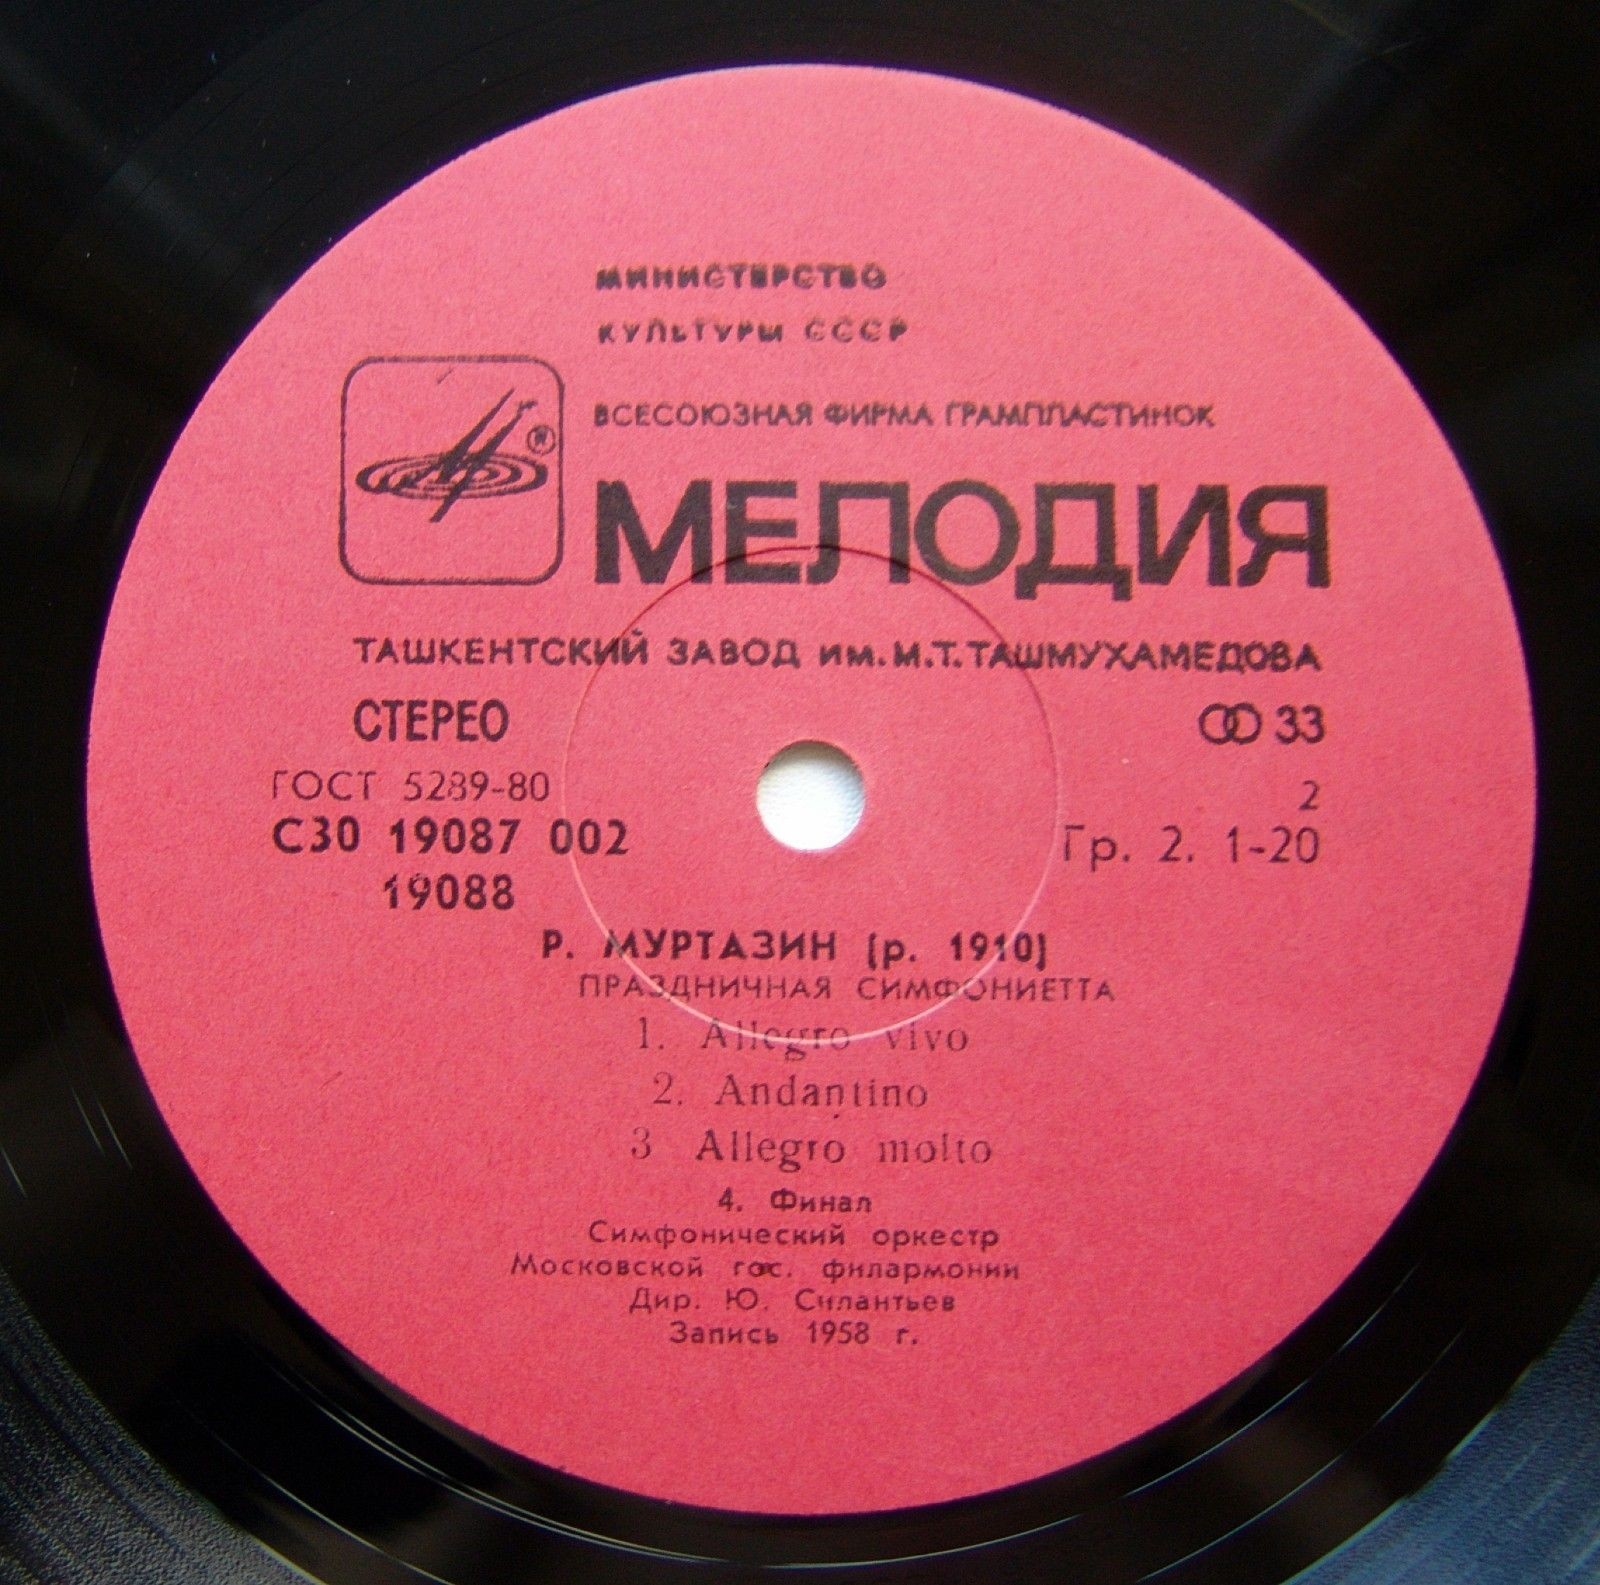 МИНИСТЕРСТВО
КУЛЬТУРЫ СССР
ВСЕСОЮЗНАЯ ФИРМА ГРАМПЛАСТИНОК
®
МЕЛОДИЯ
ТАШКЕНТСКИЙ ЗАВОД ИМ. М.Т. ТАШМУХАМЕДОВА
СТЕРЕО 33
ГОСТ 5289-80 2
С30 19087 002 Гр. 2. 1-20
19088
Р. МУРТАЗИН (р. 1910)
ПРАЗДНИЧНАЯ СИМФОНИЕТТА
1. Allegro vivo
2. Andantino
3 Allegro molto
4. Финал
Симфонический оркестр
Московской гос. филармонии
Дир. Ю. Силантьев
Запись 1958 г.